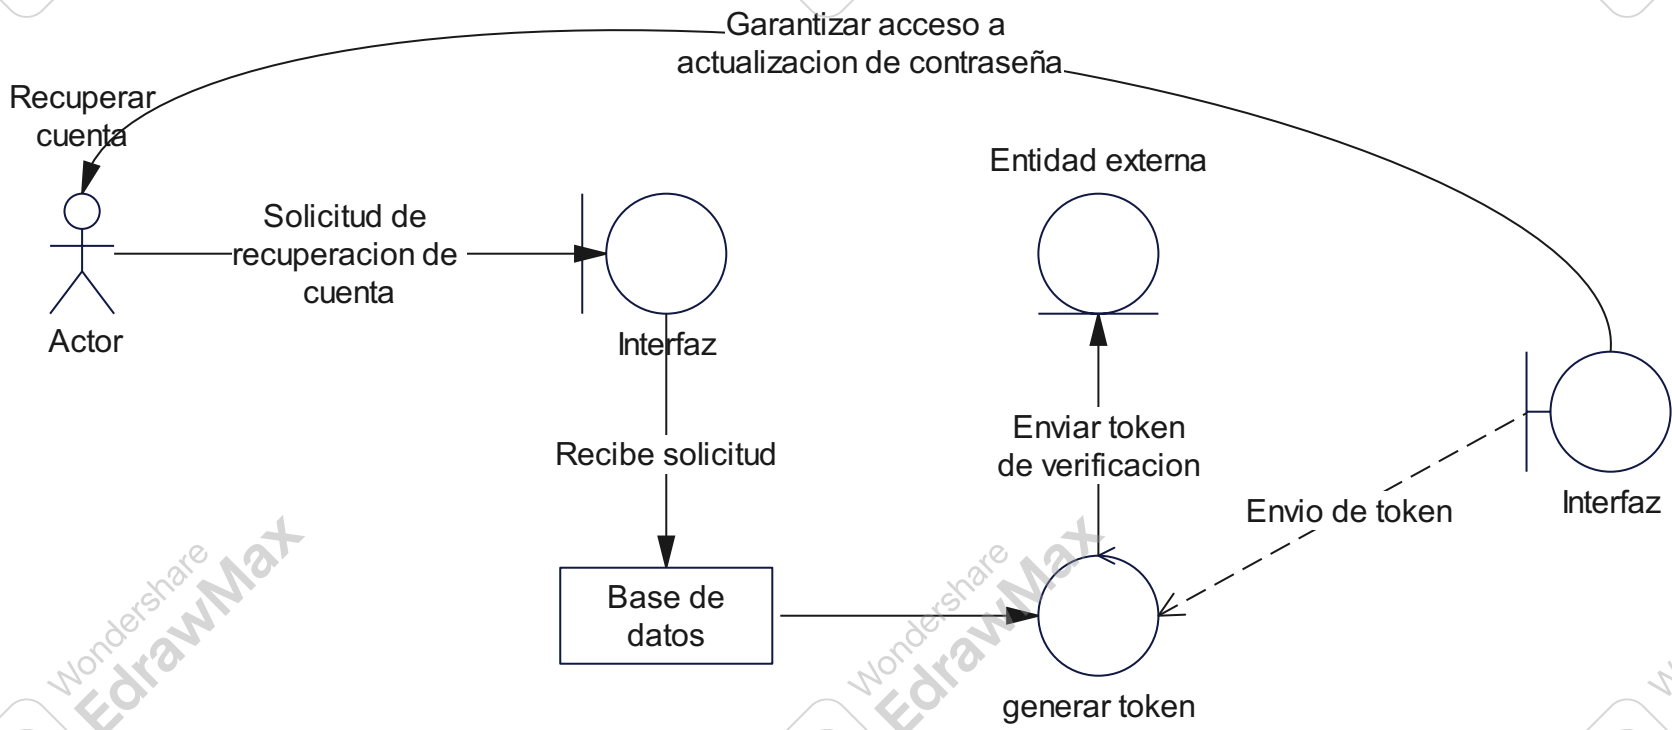 Garantizar acceso a
actualizacion de contraseña
Recuperar
cuenta
Entidad externa
Solicitud de
recuperacion de
cuenta
Actor
Interfaz
Enviar token
de verificacion
Recibe solicitud
Envio de token
Interfaz
Base de
datos
generar token
Wondershare
EdrawMax
Wondershare
EdrawMax